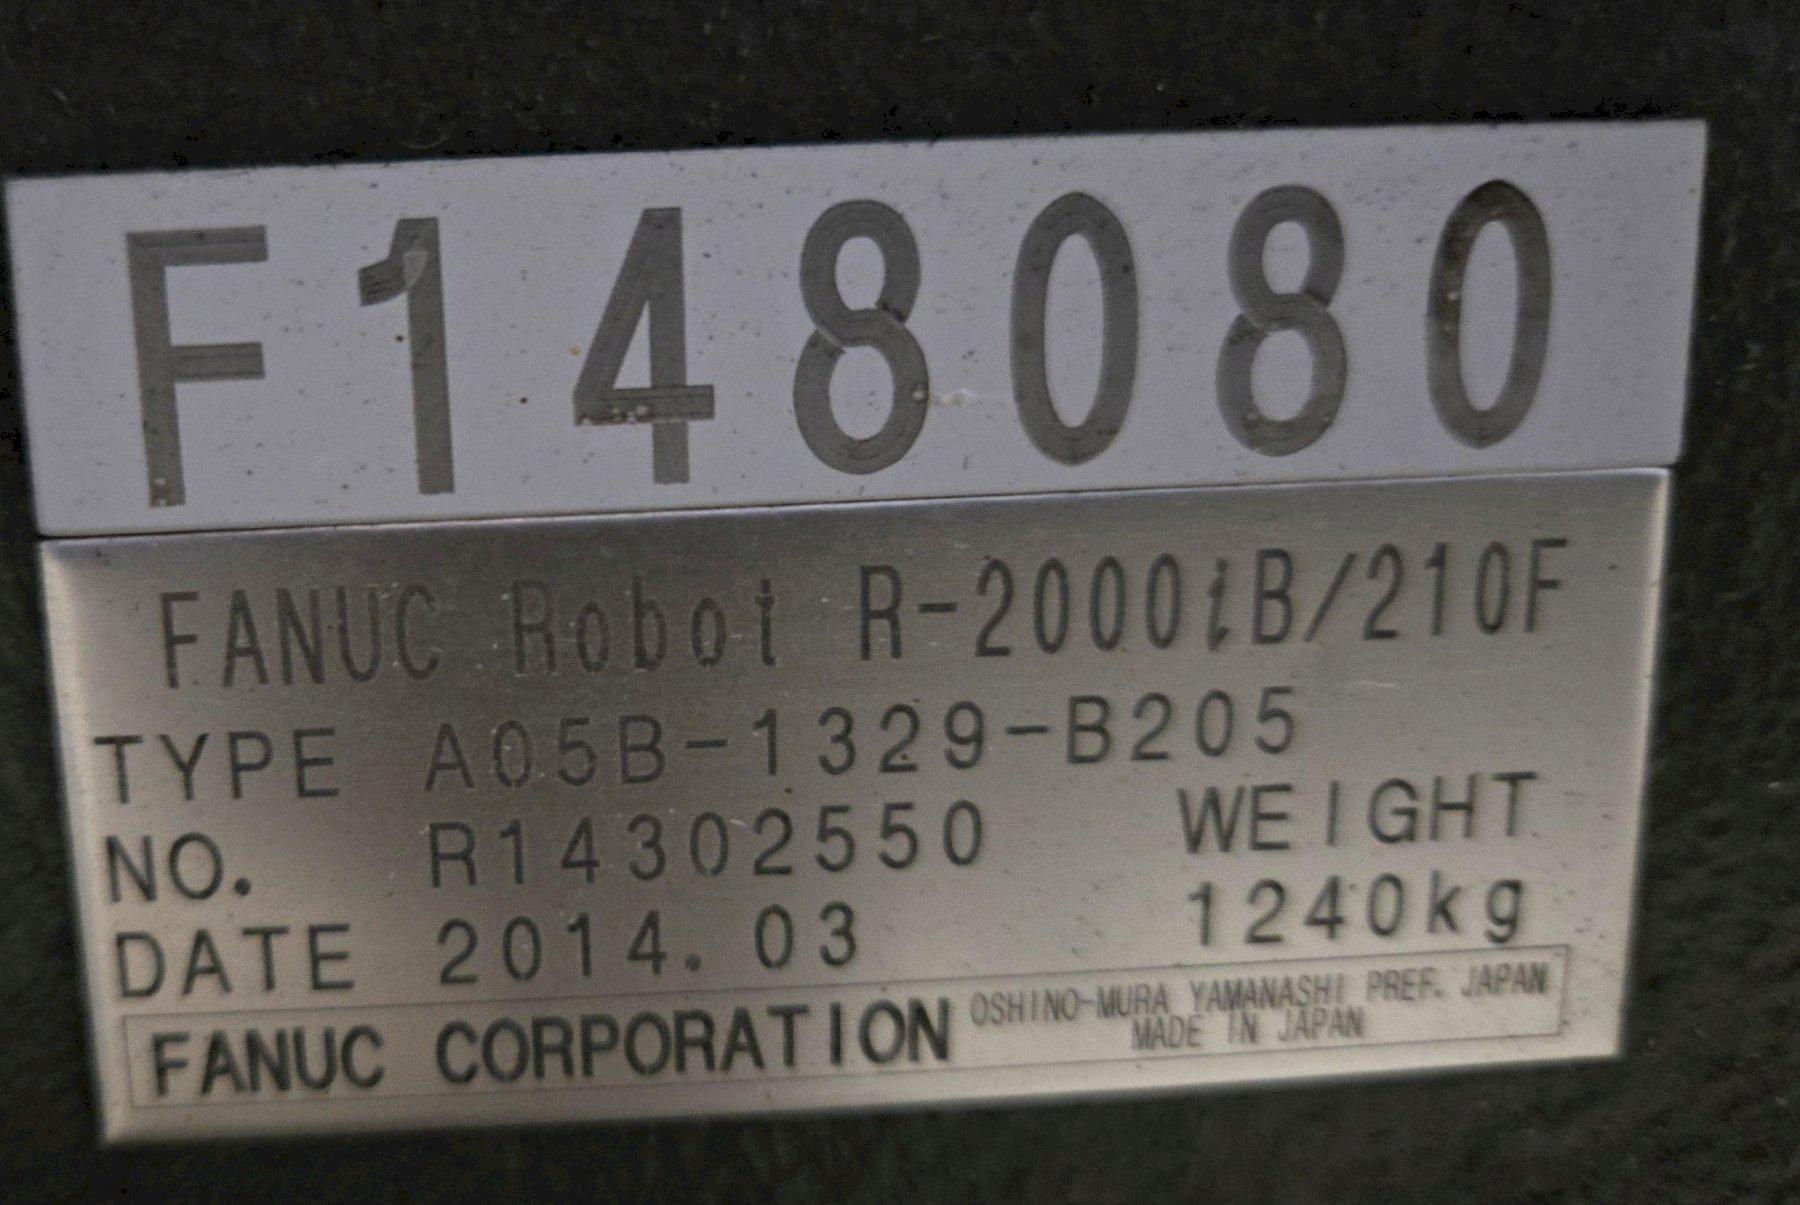 F148080
FANUC Robot R-2000iB/210F
TYPE A05B-1329-B205
NO. R14302550 WEIGHT
DATE 2014.03 1240kg
FANUC CORPORATION OSHINO-MURA YAMANASHI PREF. JAPAN
MADE IN JAPAN